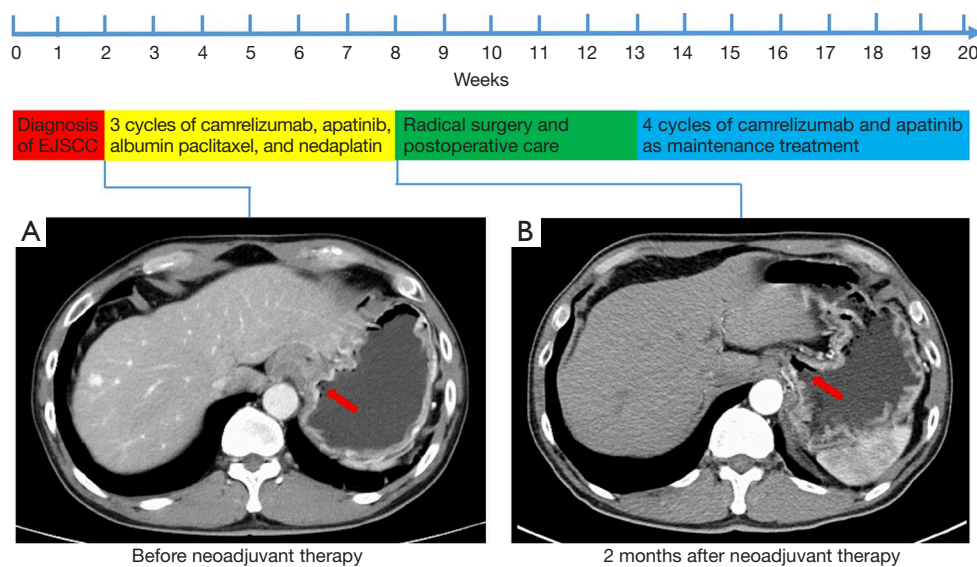 0 1 2 3 4 5 6 7 8 9 10 11 12 13 14 15 16 17 18 19 20
Weeks
Diagnosis
of EJSCC
3 cycles of camrelizumab, apatinib,
albumin paclitaxel, and nedaplatin
Radical surgery and
postoperative care
4 cycles of camrelizumab and apatinib
as maintenance treatment
A
B
Before neoadjuvant therapy
2 months after neoadjuvant therapy